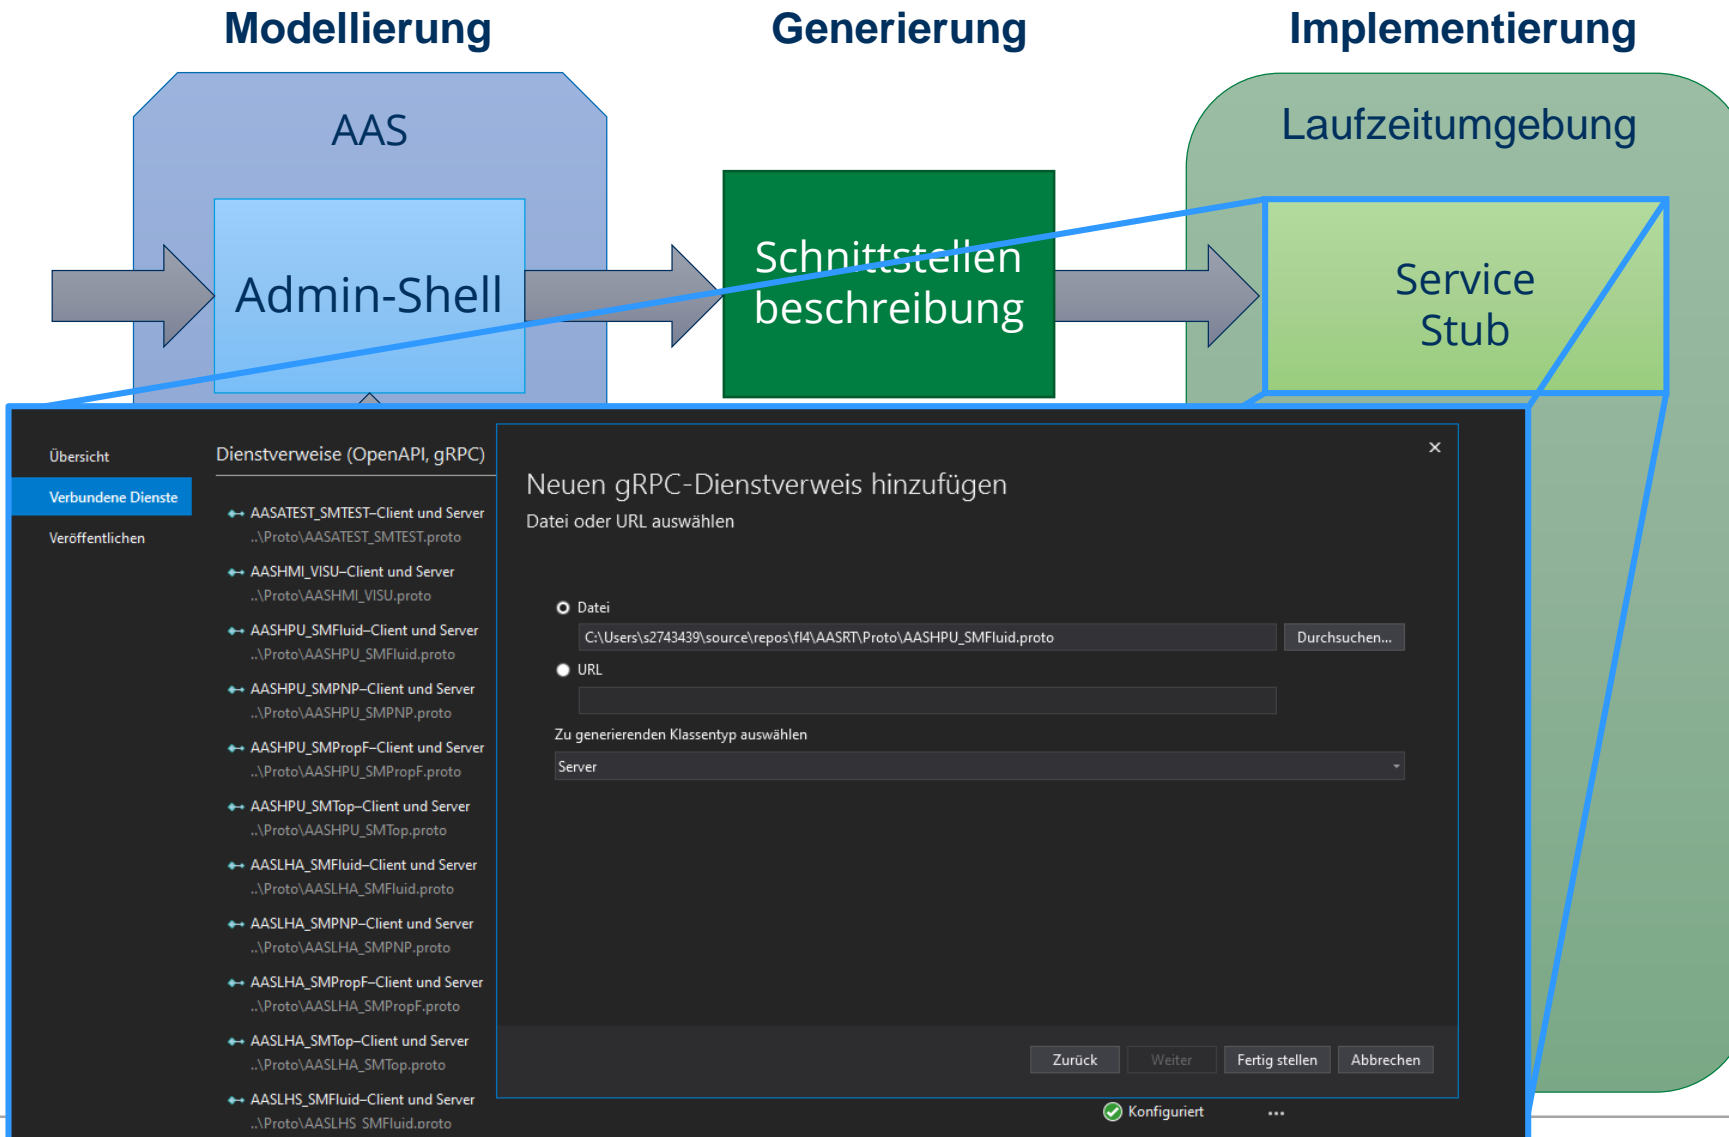 Modellierung
Generierung
Implementierung
AAS
Laufzeitumgebung
Admin-Shell
Schnittstellen
beschreibung
Service
Stub
Übersicht
Verbundene Dienste
Veröffentlichen
Dienstverweise (OpenAPI, gRPC)
AASATEST_SMTEST–Client und Server
..\Proto\AASATEST_SMTEST.proto
AASHMI_VISU–Client und Server
..\Proto\AASHMI_VISU.proto
AASHPU_SMFluid–Client und Server
..\Proto\AASHPU_SMFluid.proto
AASHPU_SMPNP–Client und Server
..\Proto\AASHPU_SMPNP.proto
AASHPU_SMPropF–Client und Server
..\Proto\AASHPU_SMPropF.proto
AASHPU_SMTop–Client und Server
..\Proto\AASHPU_SMTop.proto
AASLHA_SMFluid–Client und Server
..\Proto\AASLHA_SMFluid.proto
AASLHA_SMPNP–Client und Server
..\Proto\AASLHA_SMPNP.proto
AASLHA_SMPropF–Client und Server
..\Proto\AASLHA_SMPropF.proto
AASLHA_SMTop–Client und Server
..\Proto\AASLHA_SMTop.proto
AASLHS_SMFluid–Client und Server
..\Proto\AASLHS_SMFluid.proto
Neuen gRPC-Dienstverweis hinzufügen
Datei oder URL auswählen
Datei
C:\Users\s2743439\source\repos\fl4\AASRT\Proto\AASHPU_SMFluid.proto
Durchsuchen...
URL
Zu generierenden Klassentyp auswählen
Server
Zurück
Weiter
Fertig stellen
Abbrechen
Konfiguriert